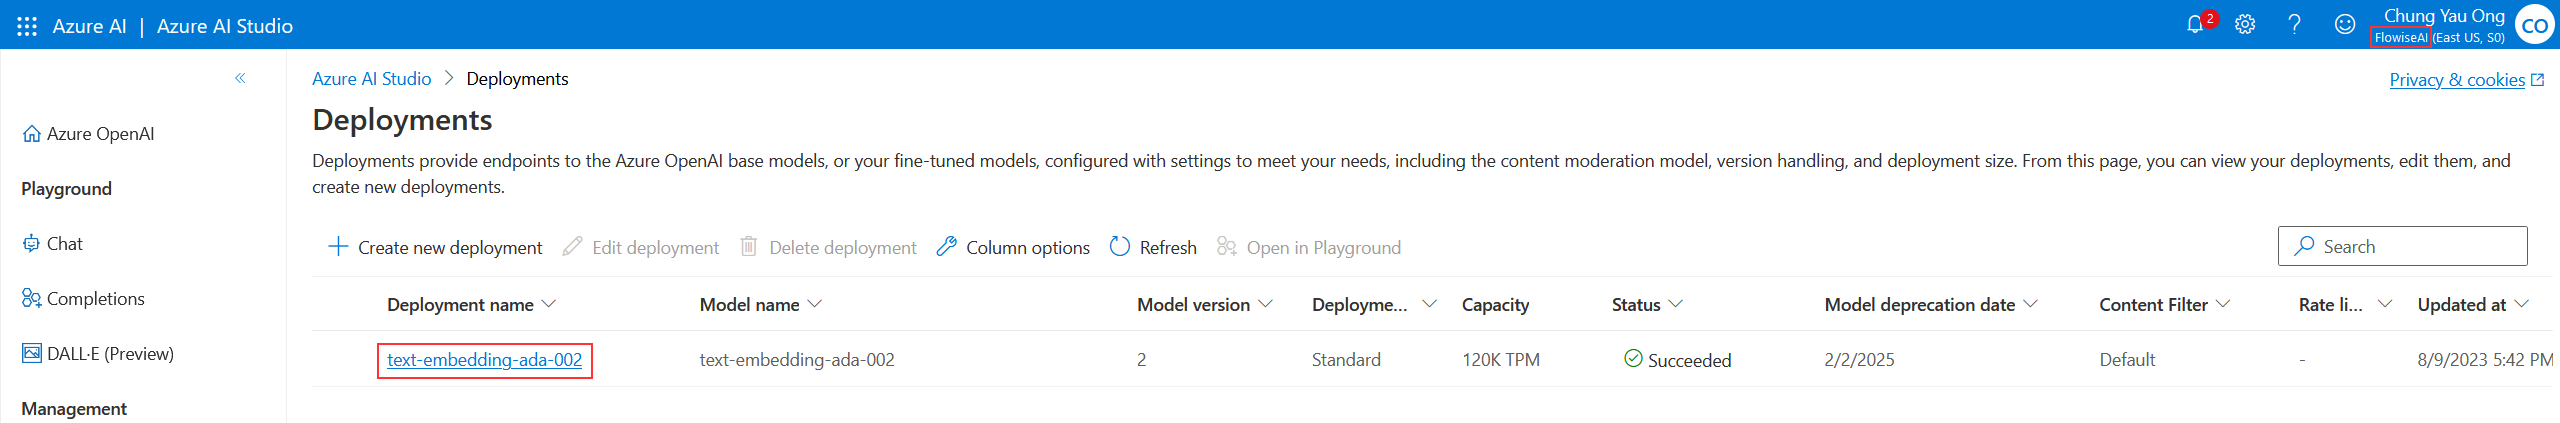 Azure AI | Azure AI Studio
2
Chung Yau Ong
FlowiseAI (East US, S0)
CO
Azure AI Studio > Deployments
Privacy & cookies
Azure OpenAI
Playground
Chat
Completions
DALL·E (Preview)
Management
Deployments
Deployments provide endpoints to the Azure OpenAI base models, or your fine-tuned models, configured with settings to meet your needs, including the content moderation model, version handling, and deployment size. From this page, you can view your deployments, edit them, and
create new deployments.
Create new deployment Edit deployment Delete deployment Column options Refresh Open in Playground Search
Deployment name Model name Model version Deployme... Capacity Status Model deprecation date Content Filter Rate li... Updated at
text-embedding-ada-002 text-embedding-ada-002 2 Standard 120K TPM Succeeded 2/2/2025 Default - 8/9/2023 5:42 PM